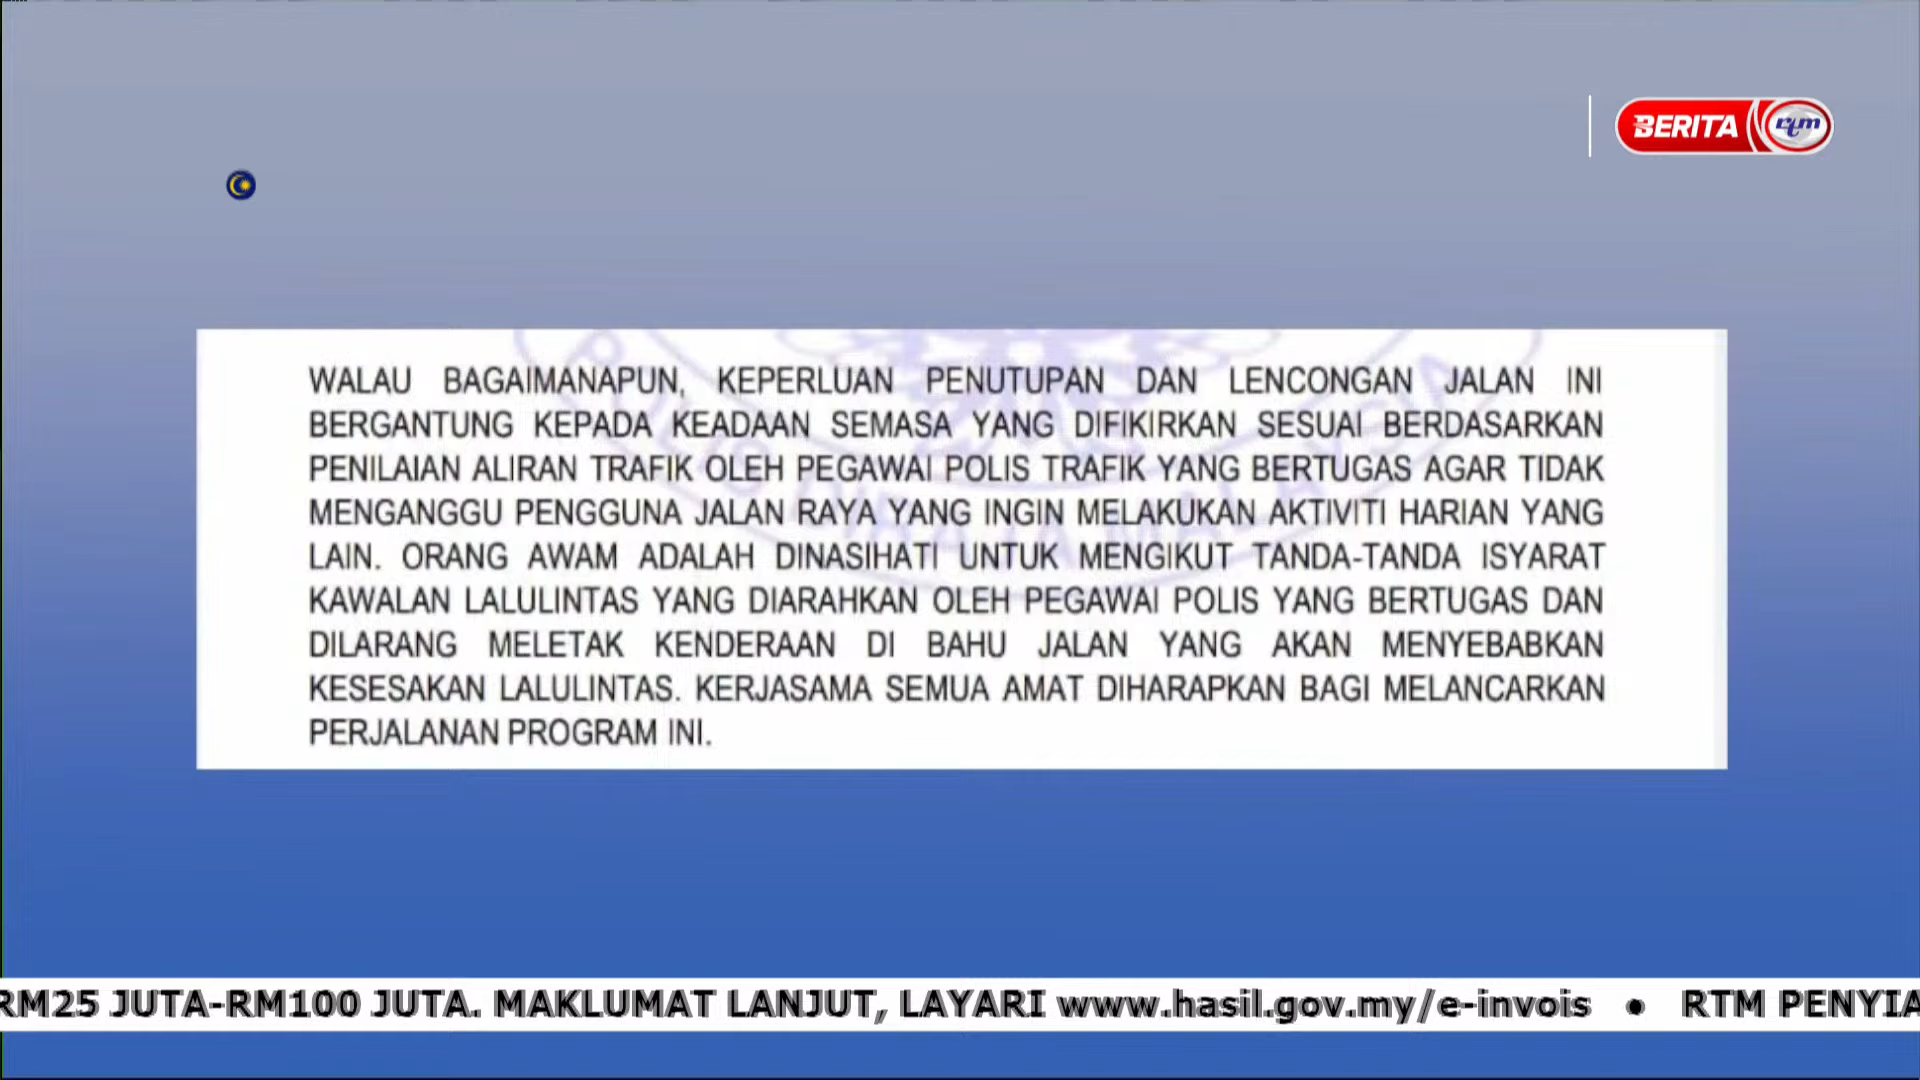 BERITA rtm
WALAU BAGAIMANAPUN, KEPERLUAN PENUTUPAN DAN LENCONGAN JALAN INI
BERGANTUNG KEPADA KEADAAN SEMASA YANG DIFIKIRKAN SESUAI BERDASARKAN
PENILAIAN ALIRAN TRAFIK OLEH PEGAWAI POLIS TRAFIK YANG BERTUGAS AGAR TIDAK
MENGANGGU PENGGUNA JALAN RAYA YANG INGIN MELAKUKAN AKTIVITI HARIAN YANG
LAIN. ORANG AWAM ADALAH DINASIHATI UNTUK MENGIKUT TANDA-TANDA ISYARAT
KAWALAN LALULINTAS YANG DIARAHKAN OLEH PEGAWAI POLIS YANG BERTUGAS DAN
DILARANG MELETAK KENDERAAN DI BAHU JALAN YANG AKAN MENYEBABKAN
KESESAKAN LALULINTAS. KERJASAMA SEMUA AMAT DIHARAPKAN BAGI MELANCARKAN
PERJALANAN PROGRAM INI.
POLIS DIRAJA MALAYSIA
RM25 JUTA-RM100 JUTA. MAKLUMAT LANJUT, LAYARI www.hasil.gov.my/e-invois • RTM PENYIA